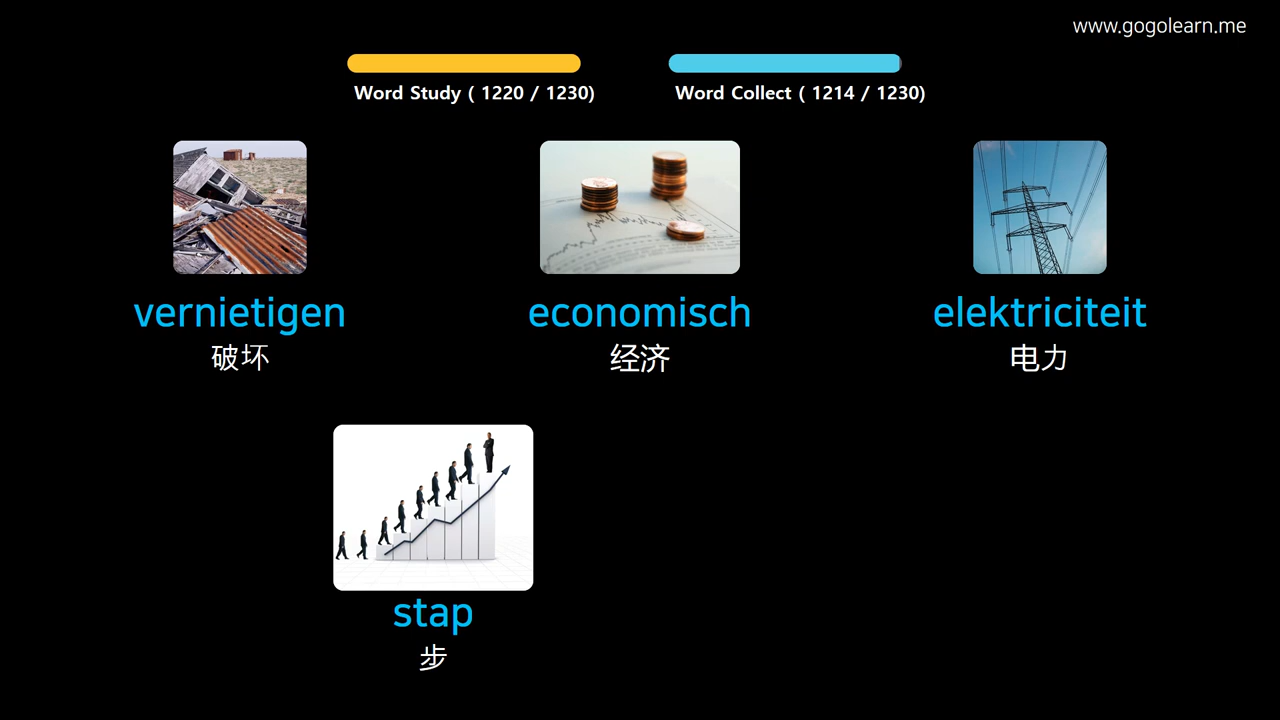 www.gogolearn.me
Word Study ( 1220 / 1230)
Word Collect ( 1214 / 1230)
vernietigen
economisch
elektriciteit
破坏
经济
电力
stap
步